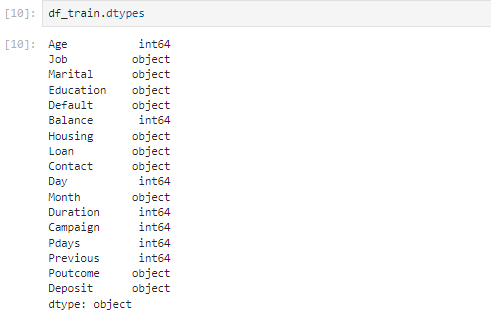 [10]: df_train.dtypes
[10]: Age int64
Job object
Marital object
Education object
Default object
Balance int64
Housing object
Loan object
Contact object
Day int64
Month object
Duration int64
Campaign int64
Pdays int64
Previous int64
Poutcome object
Deposit object
dtype: object